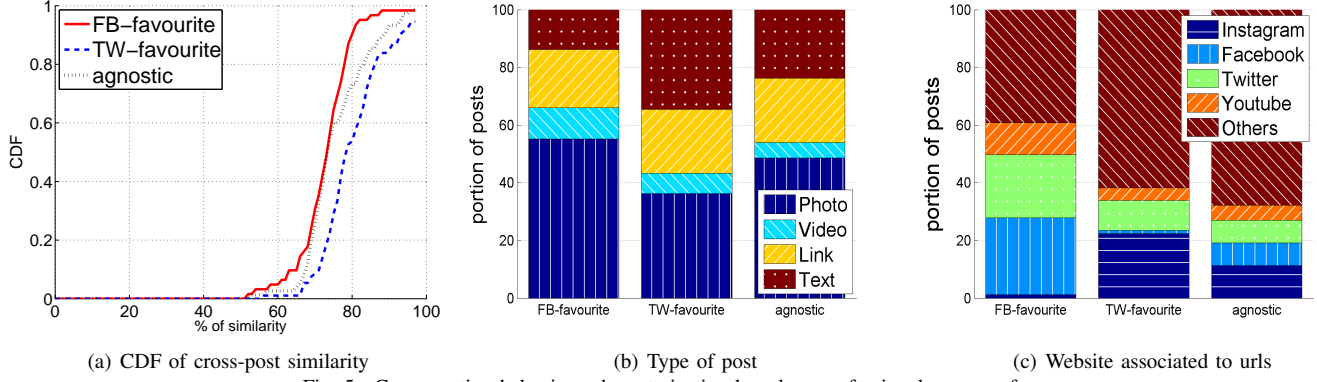 1
0.8
0.6
0.4
0.2
0
CDF
0 20 40 60 80 100
% of similarity
FB−favourite
TW−favourite
agnostic
(a) CDF of cross-post similarity
100
80
60
40
20
0
portion of posts
FB-favourite TW-favourite agnostic
Photo
Video
Link
Text
(b) Type of post
100
80
60
40
20
0
portion of posts
FB-favourite TW-favourite agnostic
Instagram
Facebook
Twitter
Youtube
Others
(c) Website associated to urls